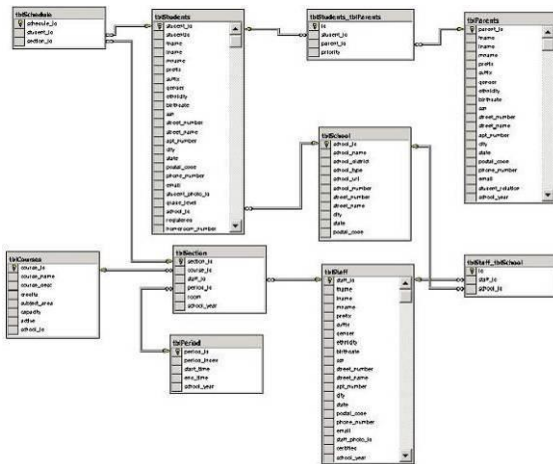 tblSchedule
schedule_id
student_id
section_id
tblStudents
student_id
studentid
fname
lname
mname
prefix
suffix
gender
ethnicity
birthdate
ssn
street_number
street_name
apt_number
city
state
postal_code
phone_number
email
student_photo_id
grade_level
school_id
registered
homeroom_number
tblStudents_tblParents
id
student_id
parent_id
priority
tblParents
parent_id
fname
lname
mname
prefix
suffix
gender
ethnicity
birthdate
ssn
street_number
street_name
apt_number
city
state
postal_code
phone_number
email
student_relation
school_year
tblSchool
school_id
school_name
school_district
school_type
school_url
school_number
street_number
street_name
city
state
postal_code
tblCourses
course_id
course_name
course_desc
credits
subject_area
capacity
active
school_id
tblSection
section_id
course_id
staff_id
period_id
room
school_year
tblPeriod
period_id
period_index
start_time
end_time
school_year
tblStaff
staff_id
fname
lname
mname
prefix
suffix
gender
ethnicity
birthdate
ssn
street_number
street_name
apt_number
city
state
postal_code
phone_number
email
staff_photo_id
certified
school_year
tblStaff_tblSchool
id
staff_id
school_id